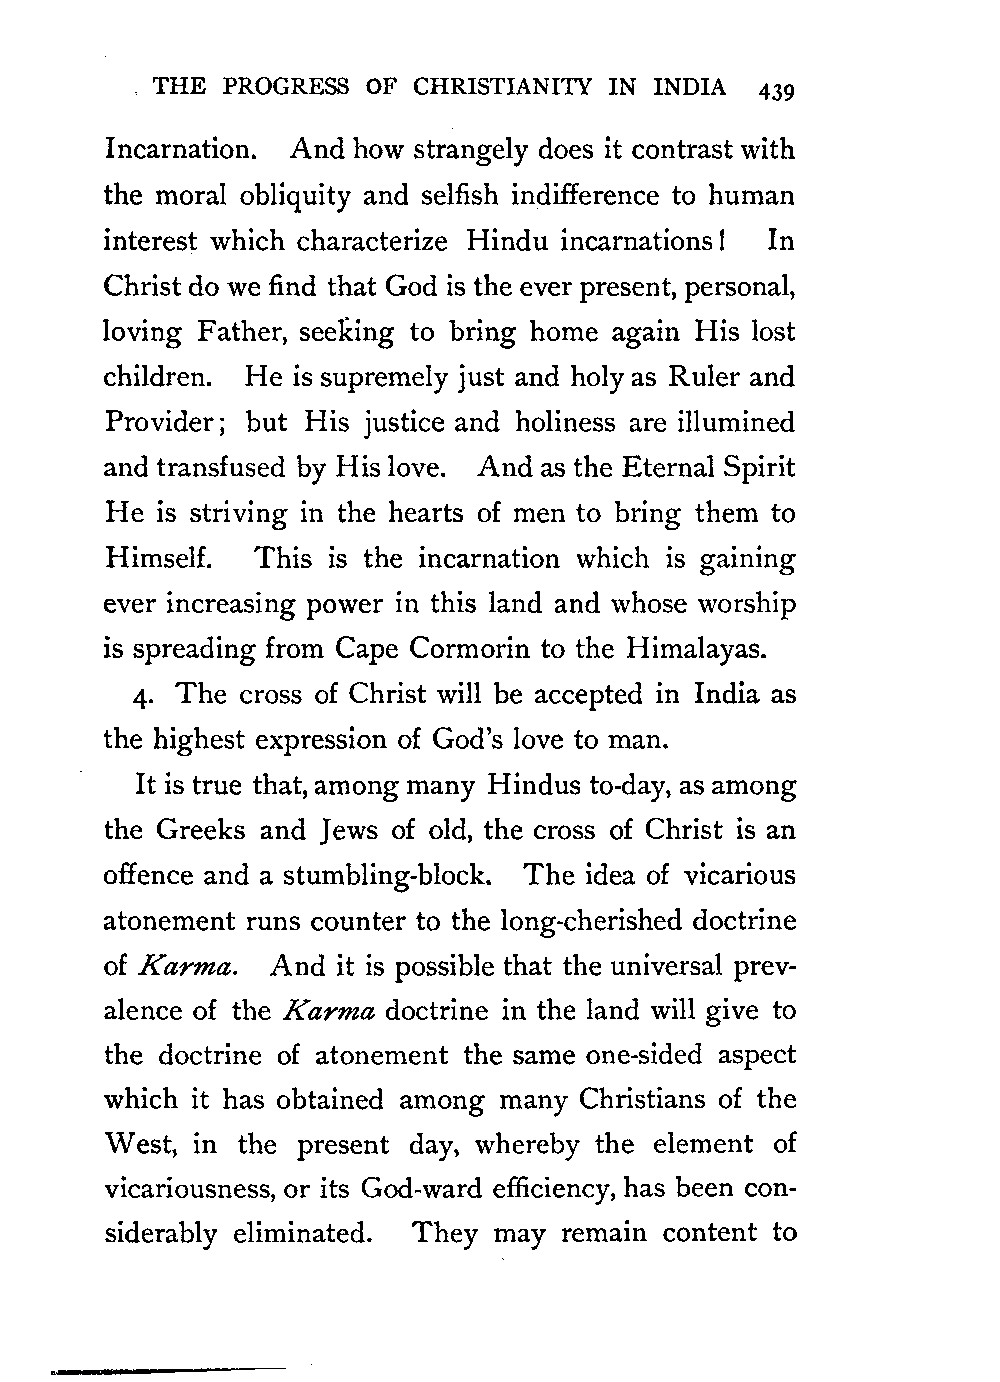 THE PROGRESS OF CHRISTIANITY IN INDIA 439
Incarnation. And how strangely does it contrast with
the moral obliquity and selfish indifference to human
interest which characterize Hindu incarnations! In
Christ do we find that God is the ever present, personal,
loving Father, seeking to bring home again His lost
children. He is supremely just and holy as Ruler and
Provider; but His justice and holiness are illumined
and transfused by His love. And as the Eternal Spirit
He is striving in the hearts of men to bring them to
Himself. This is the incarnation which is gaining
ever increasing power in this land and whose worship
is spreading from Cape Cormorin to the Himalayas.
4. The cross of Christ will be accepted in India as
the highest expression of God's love to man.
It is true that, among many Hindus to-day, as among
the Greeks and Jews of old, the cross of Christ is an
offence and a stumbling-block. The idea of vicarious
atonement runs counter to the long-cherished doctrine
of Karma. And it is possible that the universal prev-
alence of the Karma doctrine in the land will give to
the doctrine of atonement the same one-sided aspect
which it has obtained among many Christians of the
West, in the present day, whereby the element of
vicariousness, or its God-ward efficiency, has been con-
siderably eliminated. They may remain content to